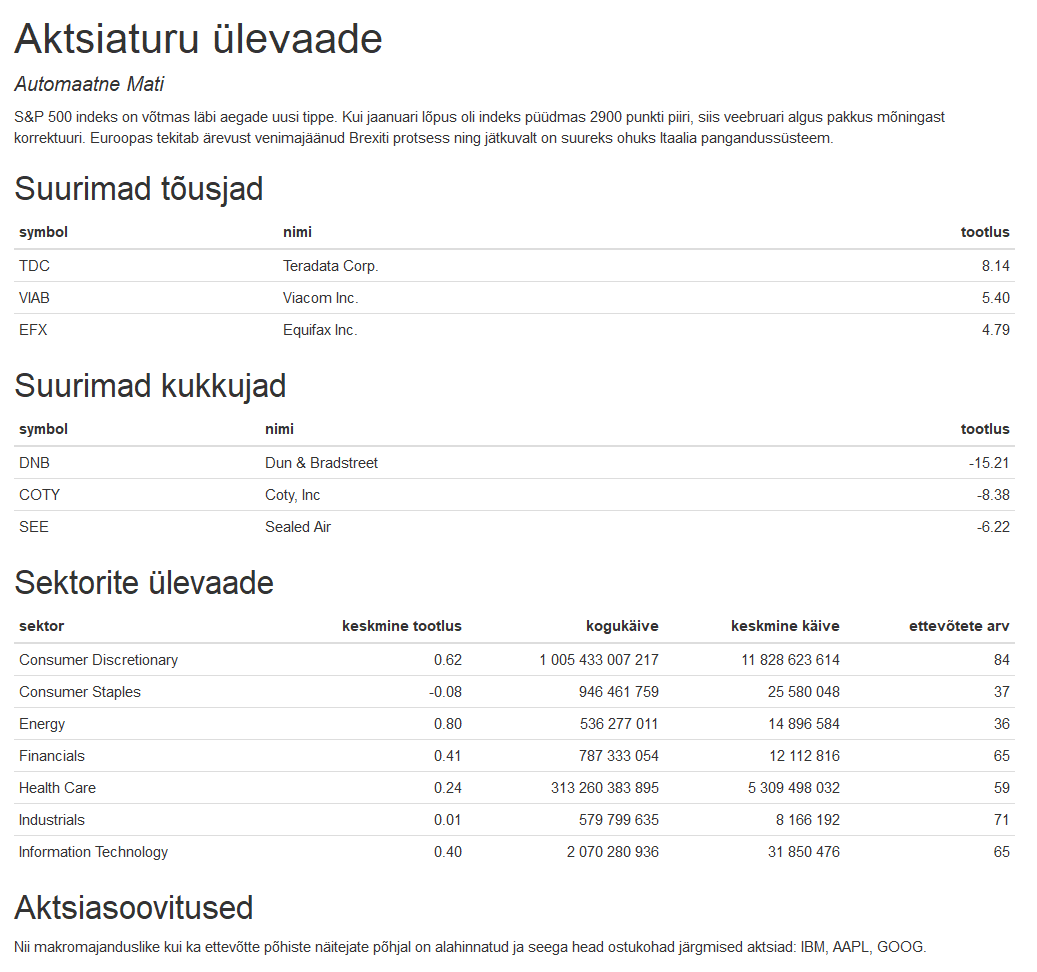 Aktsiaturu ülevaade
Automaatne Mati
S&P 500 indeks on võtmas läbi aegade uusi tippe. Kui jaanuari lõpus oli indeks püüdmas 2900 punkti piiri, siis veebruari algus pakkus mõningast
korrektuuri. Euroopas tekitab ärevust venimajäänud Brexiti protsess ning jätkuvalt on suureks ohuks Itaalia pangandussüsteem.
Suurimad tõusjad
symbol nimi tootlus
TDC Teradata Corp. 8.14
VIAB Viacom Inc. 5.40
EFX Equifax Inc. 4.79
Suurimad kukkujad
symbol nimi tootlus
DNB Dun & Bradstreet -15.21
COTY Coty, Inc -8.38
SEE Sealed Air -6.22
Sektorite ülevaade
sektor keskmine tootlus kogukäive keskmine käive ettevõtete arv
Consumer Discretionary 0.62 1 005 433 007 217 11 828 623 614 84
Consumer Staples -0.08 946 461 759 25 580 048 37
Energy 0.80 536 277 011 14 896 584 36
Financials 0.41 787 333 054 12 112 816 65
Health Care 0.24 313 260 383 895 5 309 498 032 59
Industrials 0.01 579 799 635 8 166 192 71
Information Technology 0.40 2 070 280 936 31 850 476 65
Aktsiasoovitused
Nii makromajanduslike kui ka ettevõtte põhiste näitejate põhjal on alahinnatud ja seega head ostukohad järgmised aktsiad: IBM, AAPL, GOOG.